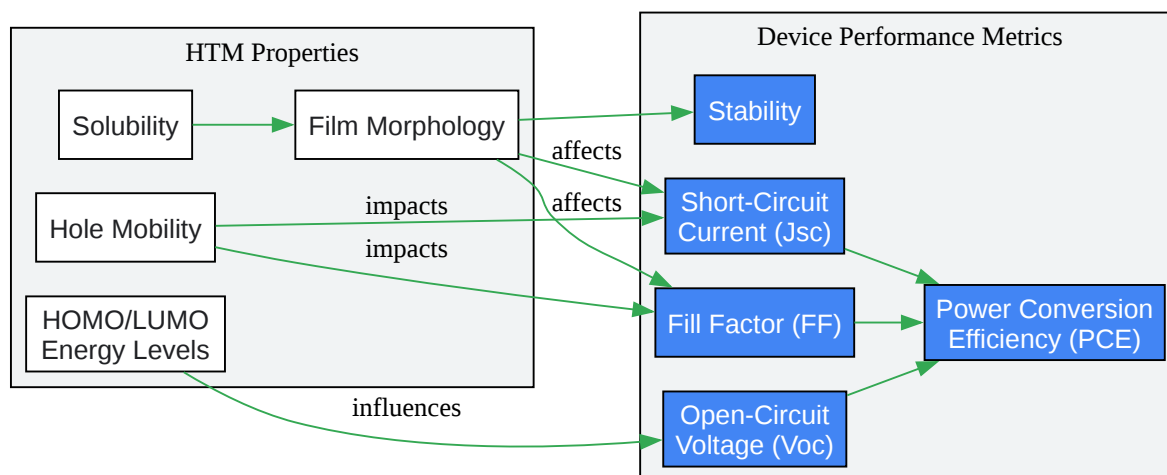 HTM Properties
Solubility
Film Morphology
Hole Mobility
HOMO/LUMO
Energy Levels
affects
affects
impacts
impacts
influences
Device Performance Metrics
Stability
Short-Circuit
Current (Jsc)
Fill Factor (FF)
Open-Circuit
Voltage (Voc)
Power Conversion
Efficiency (PCE)